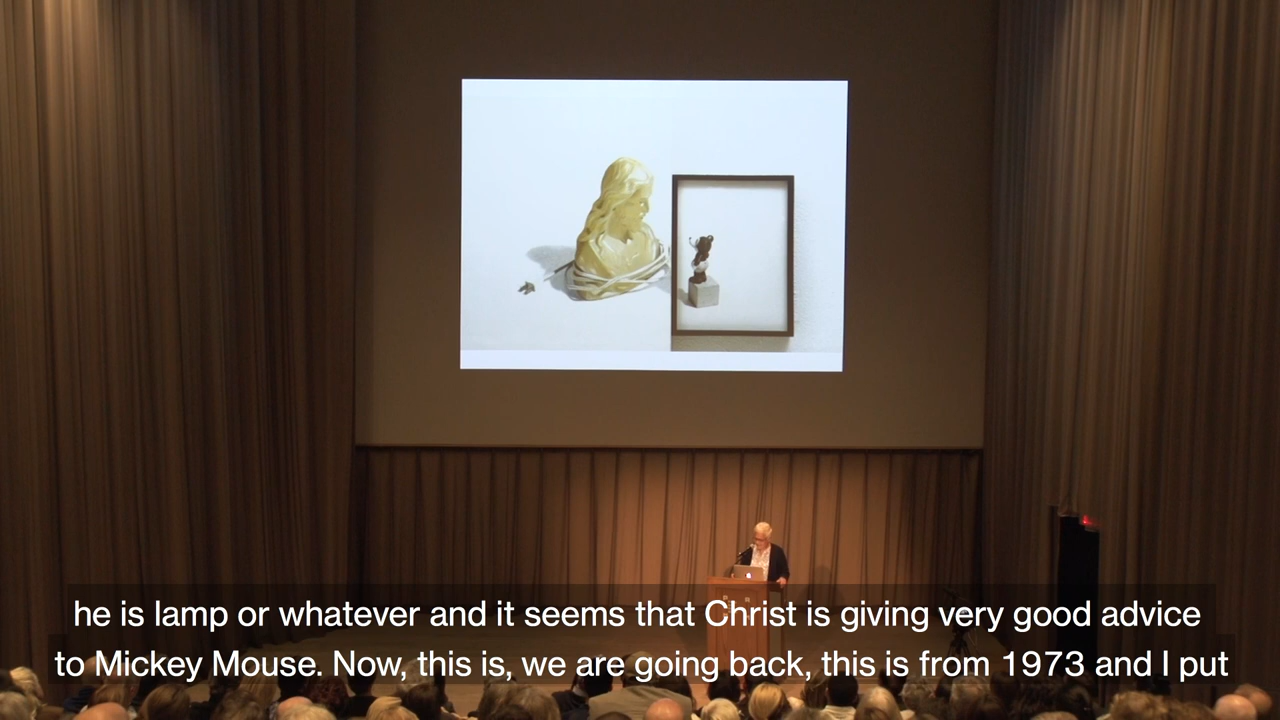 he is lamp or whatever and it seems that Christ is giving very good advice
to Mickey Mouse. Now, this is, we are going back, this is from 1973 and I put